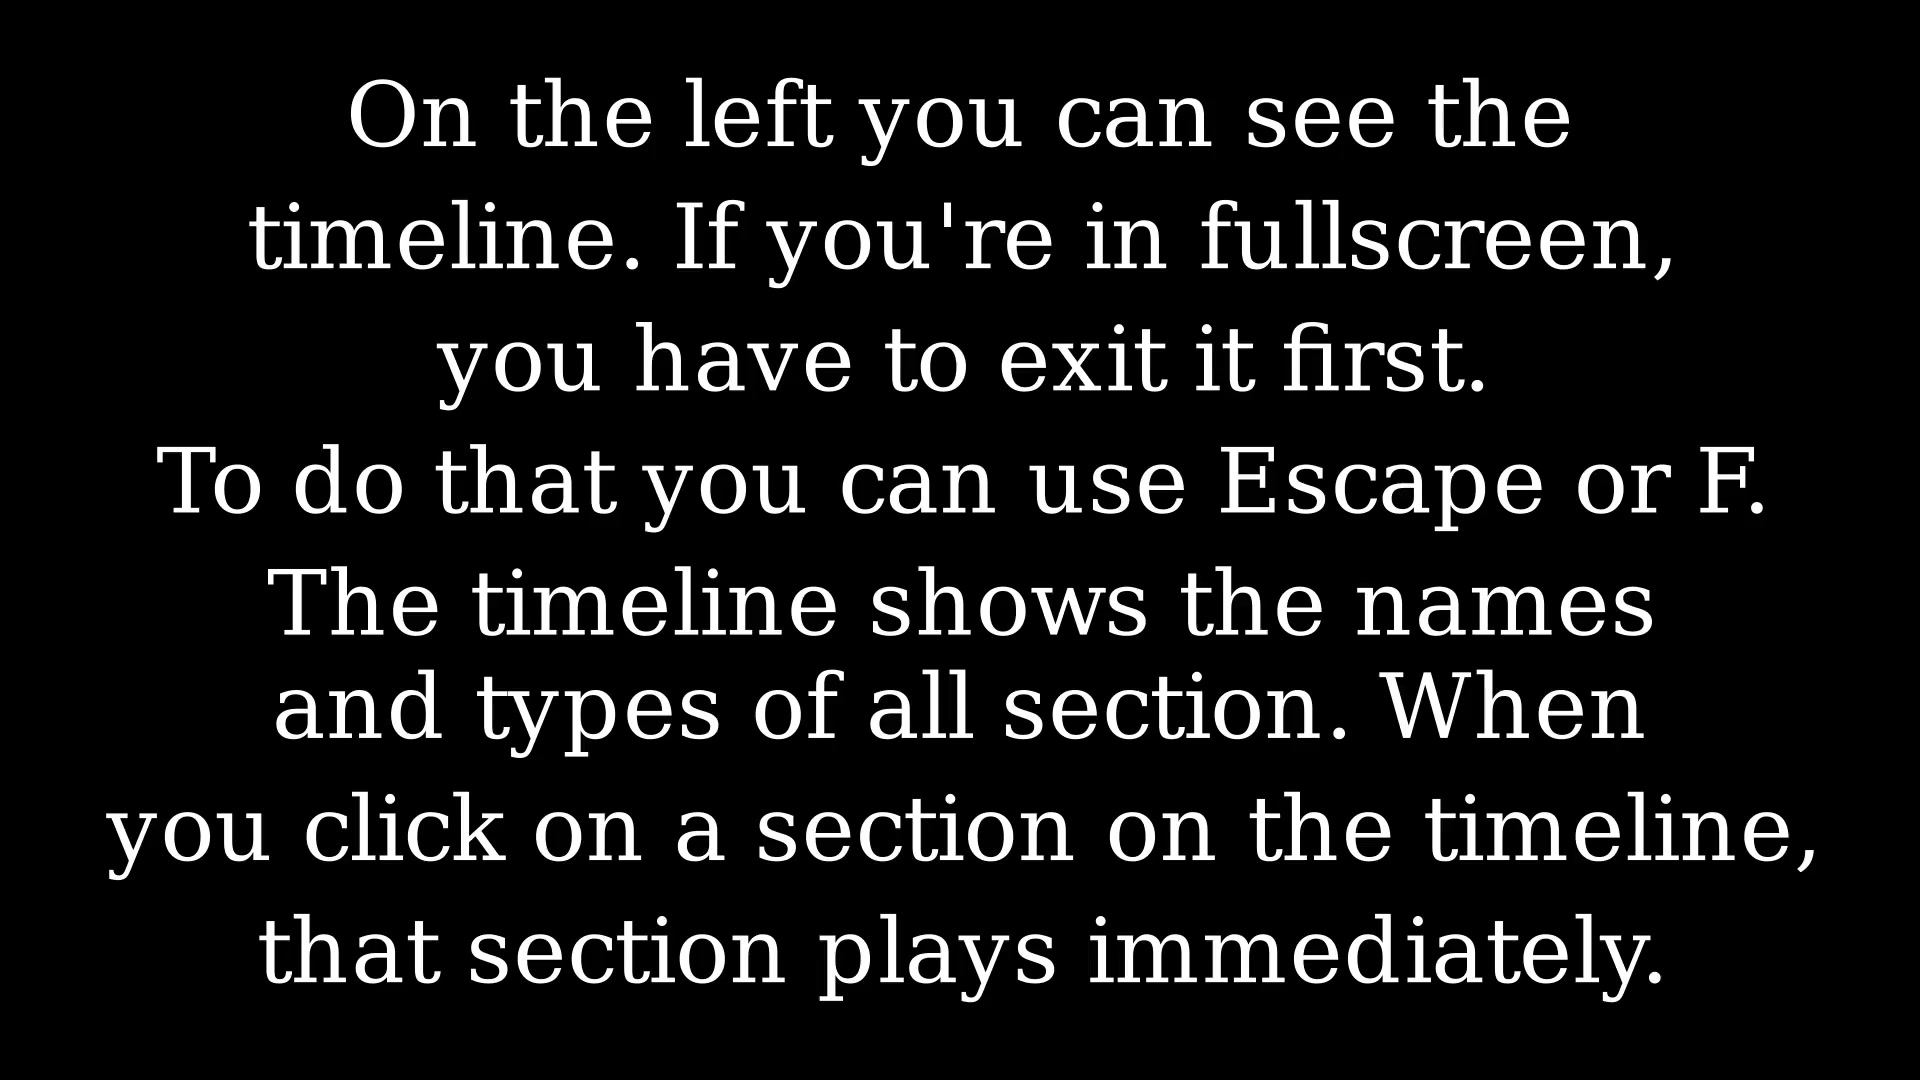 On the left you can see the
timeline. If you're in fullscreen,
you have to exit it first.
To do that you can use Escape or F.
The timeline shows the names
and types of all section. When
you click on a section on the timeline,
that section plays immediately.